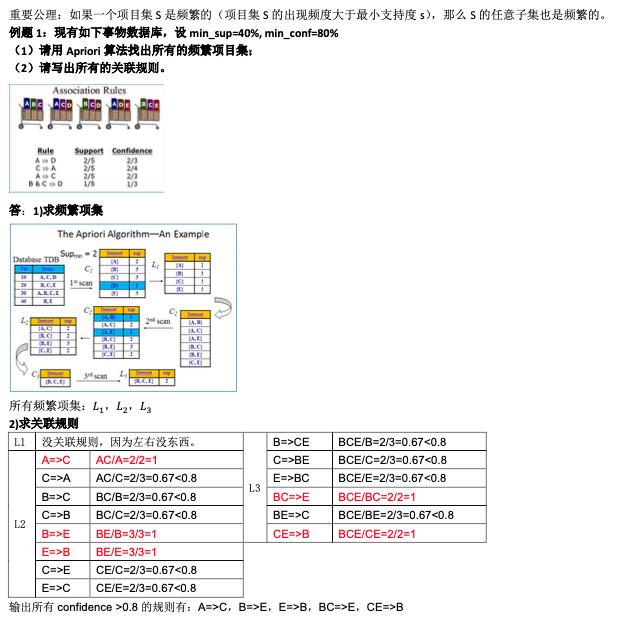 重要公理：如果一个项目集 S 是频繁的（项目集 S 的出现频度大于最小支持度 s），那么 S 的任意子集也是频繁的。
例题 1：现有如下事物数据库，设 min_sup=40%, min_conf=80%
（1）请用 Apriori 算法找出所有的频繁项目集；
（2）请写出所有的关联规则。
Association Rules
A B C A C D B C D A D E B C E
Rule Support Confidence
A ⇒ D 2/5 2/3
C ⇒ A 2/5 2/4
A ⇒ C 2/5 2/3
B & C ⇒ D 1/5 1/3
答：1)求频繁项集
The Apriori Algorithm—An Example
Database TDB
Supmin = 2
10 A, C, D
20 B, C, E
30 A, B, C, E
40 B, E
C1
1st scan
Itemset sup
{A} 2
{B} 3
{C} 3
{D} 1
{E} 3
L1
Itemset sup
{A} 2
{B} 3
{C} 3
{E} 3
C2
Itemset
{A, B}
{A, C}
{A, E}
{B, C}
{B, E}
{C, E}
2nd scan
C2
Itemset sup
{A, B} 1
{A, C} 2
{A, E} 1
{B, C} 2
{B, E} 3
{C, E} 2
L2
Itemset sup
{A, C} 2
{B, C} 2
{B, E} 3
{C, E} 2
C3
Itemset
{B, C, E}
3rd scan
L3
Itemset sup
{B, C, E} 2
所有频繁项集：L1，L2，L3
2)求关联规则
L1 没关联规则，因为左右没东西。
L2
A=>C AC/A=2/2=1
C=>A AC/C=2/3=0.67<0.8
B=>C BC/B=2/3=0.67<0.8
C=>B BC/C=2/3=0.67<0.8
B=>E BE/B=3/3=1
E=>B BE/E=3/3=1
C=>E CE/C=2/3=0.67<0.8
E=>C CE/E=2/3=0.67<0.8
L3
B=>CE BCE/B=2/3=0.67<0.8
C=>BE BCE/C=2/3=0.67<0.8
E=>BC BCE/E=2/3=0.67<0.8
BC=>E BCE/BC=2/2=1
BE=>C BCE/BE=2/3=0.67<0.8
CE=>B BCE/CE=2/2=1
输出所有 confidence >0.8 的规则有：A=>C，B=>E，E=>B，BC=>E，CE=>B